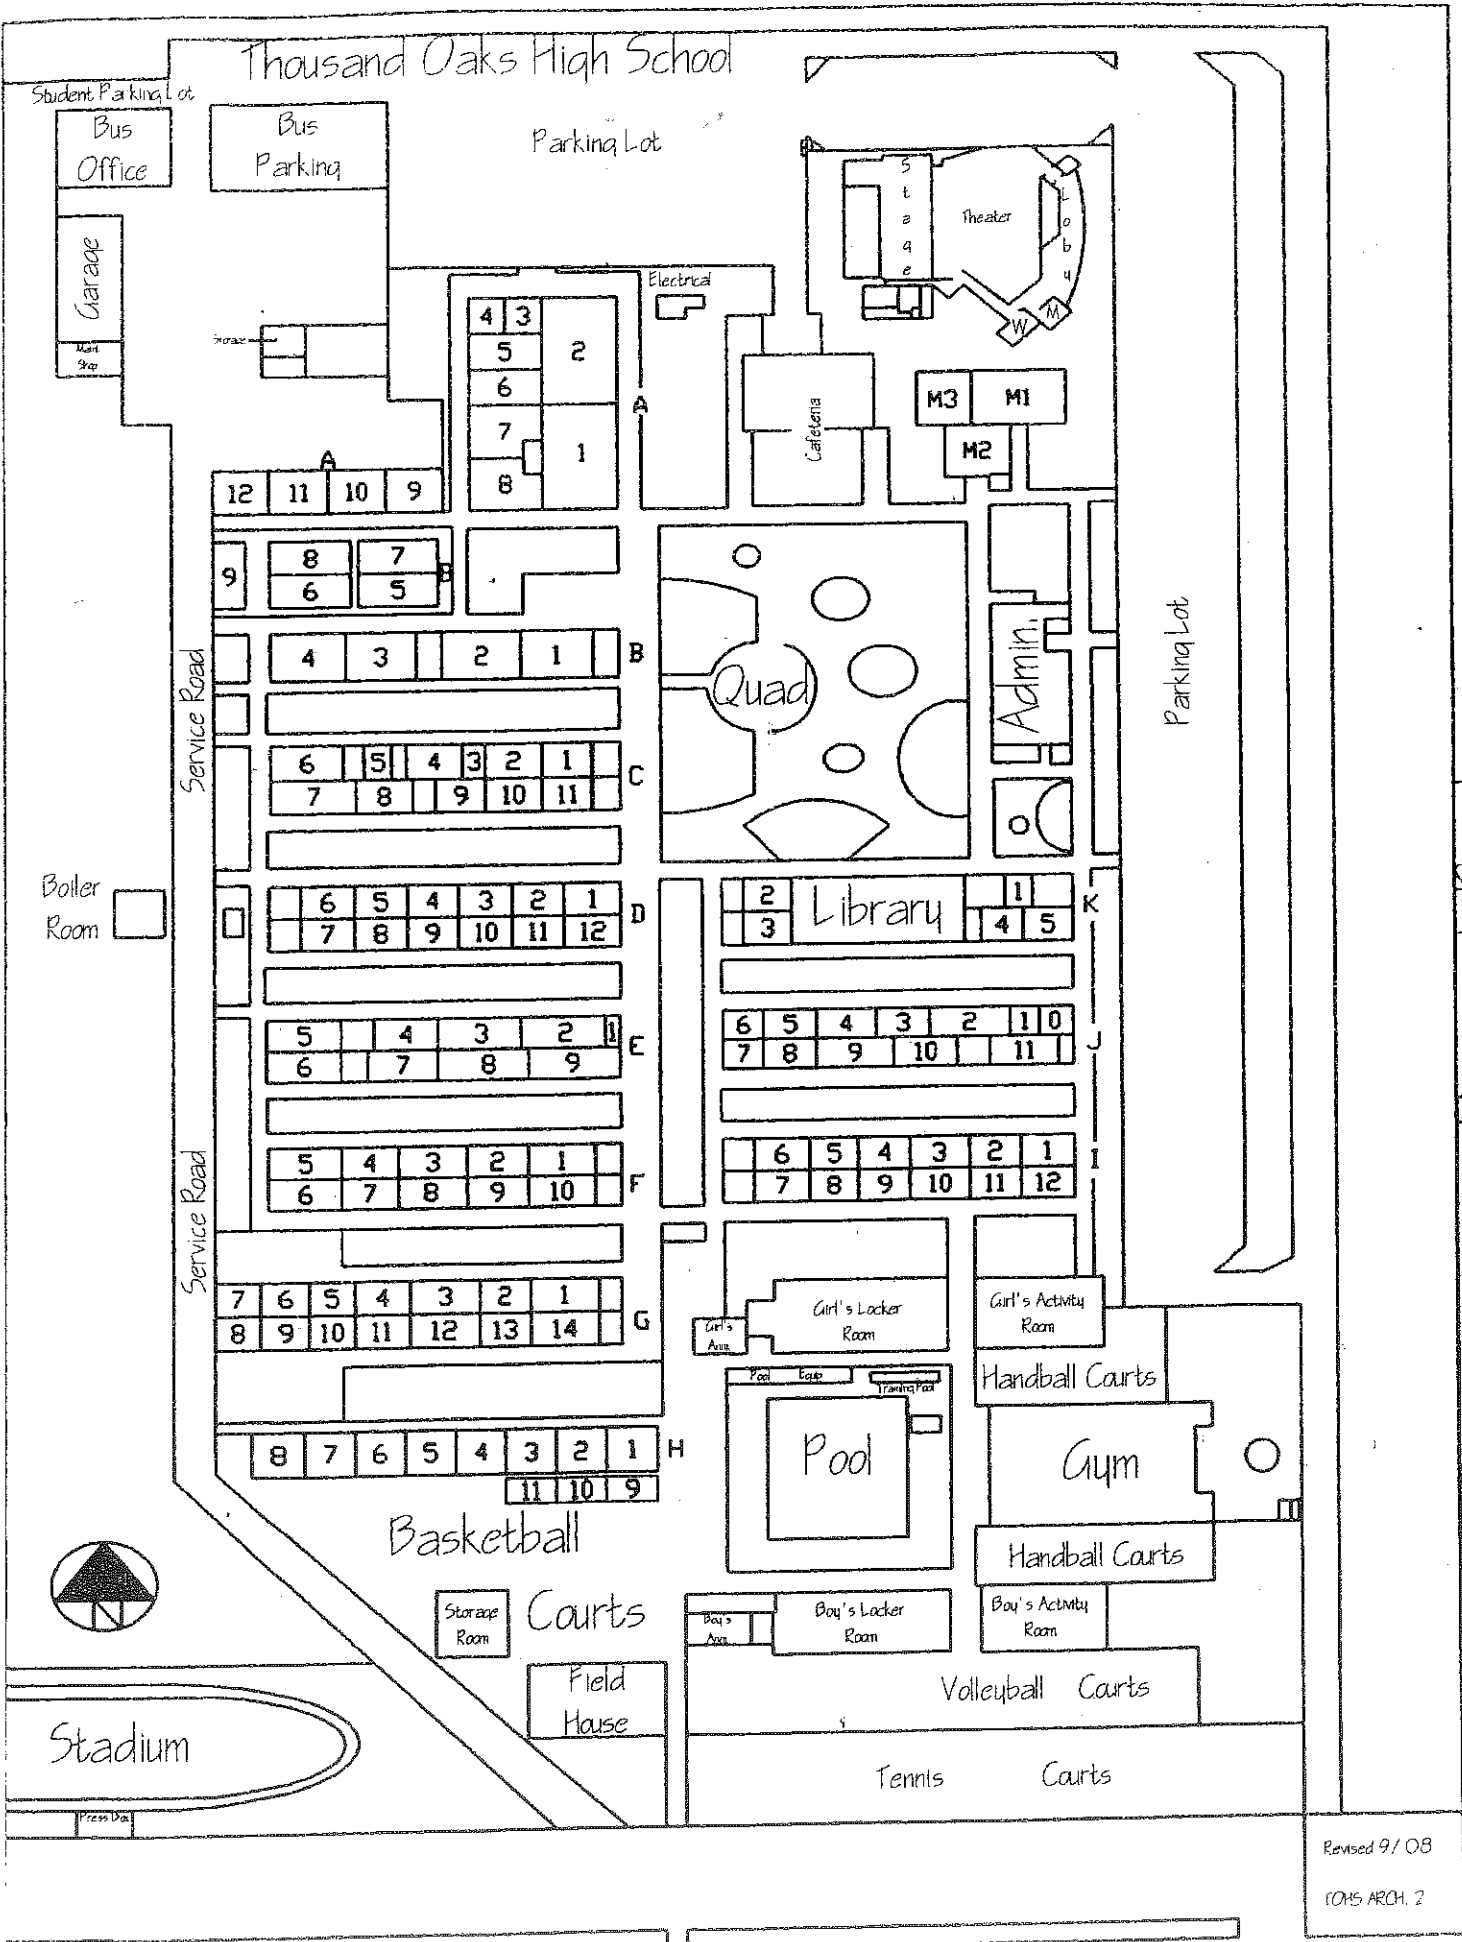 Thousand Oaks High School
Student Parking Lot
Bus
Office
Bus
Parking
Parking Lot
Stage
Theater
Loby
W
M
Garage
Storage
Electrical
4 3
5
6
7
8
2
1
A
Cafeteria
M3 M1
M2
A
12 11 10 9
9
8 7
6 5
B
4 3 2 1 B
Quad
Admin.
Parking Lot
Service Road
6 5 4 3 2 1
7 8 9 10 11
C
Boiler
Room
6 5 4 3 2 1
7 8 9 10 11 12
D
2
3
Library
1
4 5
K
5 4 3 2 1
6 7 8 9
E
6 5 4 3 2 1 0
7 8 9 10 11
J
Service Road
5 4 3 2 1
6 7 8 9 10
F
6 5 4 3 2 1
7 8 9 10 11 12
I
7 6 5 4 3 2 1
8 9 10 11 12 13 14
G
Girl's
Girl's Locker
Room
Girl's Activity
Room
Pool Equip
Training Pool
Handball Courts
8 7 6 5 4 3 2 1 H
11 10 9
Pool
Gym
Basketball
Courts
Handball Courts
N
Storage
Room
Boy's
Boy's Locker
Room
Boy's Activity
Room
Field
House
Volleyball Courts
Stadium
Tennis Courts
Press Box
Revised 9/08
TOHS ARCH. 2